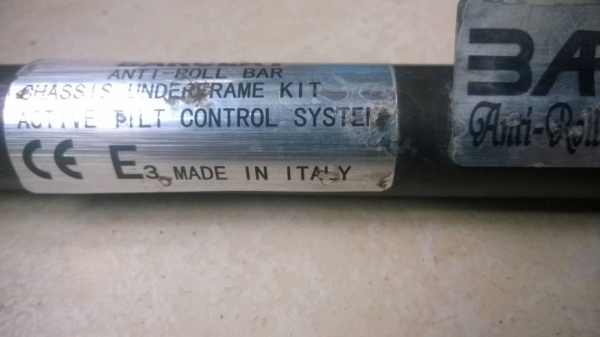 ANTI-ROLL BAR
CHASSIS UNDERFRAME KIT
ACTIVE TILT CONTROL SYSTEM
CE E3 MADE IN ITALY
BA
Anti-Roll